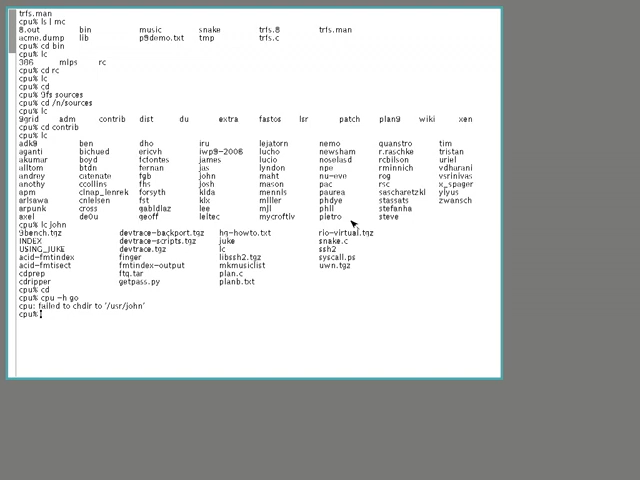 trfs.man
cpu% ls | mc
8.out bin music snake trfs.8 trfs.man
acme.dump lib p9demo.txt tmp trfs.c
cpu% cd bin
cpu% lc
386 mips rc
cpu% cd rc
cpu% lc
cpu% cd
cpu% 9fs sources
cpu% cd /n/sources
cpu% lc
9grid adm contrib dist du extra fastos lsr patch plan9 wiki xen
cpu% cd contrib
cpu% lc
adk9 ben dho iru lejatorn nemo quanstro tim
aganti bichued ericvh iwp9-2006 lucho newsham r.raschke tristan
akumar boyd fcfontes james lucio noselasd rcbilson uriel
alltom btdn fernan jas lyndon npe rminnich vdharani
andrey catenate fgb john maht nu-eve rog vsrinivas
anothy ccollins fhs josh mason pac rsc x_spager
apm cinap_lenrek forsyth klda mennis paurea sascharetzkl yiyus
arisawa cnielsen fst klx miller phdye stassats zwansch
arpunk cross gabldlaz lee mjl phil stefanha
axel de0u geoff leitec mycroftiv pietro steve
cpu% lc john
9bench.tgz devtrace-backport.tgz hg-howto.txt rio-virtual.tgz
INDEX devtrace-scripts.tgz juke snake.c
USING_JUKE devtrace.tgz lc ssh2
acid-fmtindex finger libssh2.tgz syscall.ps
acid-fmtisect fmtindex-output mkmusiclist uwn.tgz
cdprep ftq.tar plan.c
cdripper getpass.py planb.txt
cpu% cd
cpu% cpu -h go
cpu: failed to chdir to '/usr/john'
cpu%